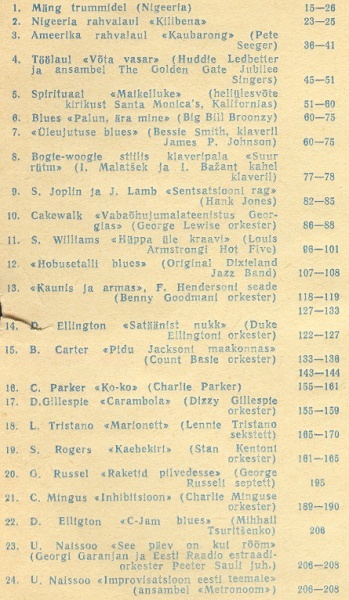 1. Mäng trummidel (Nigeeria) 15—26
2. Nigeeria rahvalaul «Kilibena» 23—25
3. Ameerika rahvalaul «Kaubarong» (Pete
Seeger) 36—41
4. Töölaul «Võta vasar» (Huddie Ledbetter
ja ansambel The Golden Gate Jubilee
Singers) 45—51
5. Spirituaal «Maikelluke» (helilülesvõte
kirikust Santa Monica's, Kalifornias) 51—60
6. Blues «Palun, ära mine» (Big Bill Broonzy) 60—75
7. «Üleujutuse blues» (Bessie Smith, klaveril
James P. Johnson) 60—75
8. Bogie-woogie stiilis klaveripala «Suur
rütm» (I. Malatšek ja I. Bažant kahel
klaveril) 77—78
9. S. Joplin ja J. Lamb «Sentsatsiooni rag»
(Hank Jones) 82—85
10. Cakewalk «Vabaõhujumalateenistus Geor-
gias» (George Lewise orkester) 86—88
11. S. Williams «Hüppa üle kraavi» (Louis
Armstrongi Hot Five) 96—101
12. «Hobusetalli blues» (Original Dixieland
Jazz Band) 107—108
13. «Kaunis ja armas», F. Hendersoni seade
(Benny Goodmani orkester) 118—119
127—133
14. D. Ellington «Satäänist nukk» (Duke
Ellingtoni orkester) 122—127
15. B. Carter «Pidu Jacksoni maakonnas»
(Count Basie orkester) 133—136
143—144
16. C. Parker «Ko-ko» (Charlie Parker) 155—161
17. D.Gillespie «Carambola» (Dizzy Gillespie
orkester) 155—159
18. L. Tristano «Marionett» (Lennie Tristano
sekstett) 165—170
19. S. Rogers «Kaebekiri» (Stan Kentoni
orkester) 161—165
20. G. Russel «Raketid pilvedesse» (George
Russell septett) 195
21. C. Mingus «Inhibitsioon» (Charlie Minguse
orkester) 189—190
22. D. Elligton «C-Jam blues» (Mihhail
Tsuritšenko) 206
23. U. Naissoo «See päev on kui rõõm»
(Georgi Garanjan ja Eesti Raadio estraadi-
orkester Peeter Sauli juh.) 206—208
24. U. Naissoo «Improvisatsioon eesti teemale»
(ansambel «Metronoom») 206—208